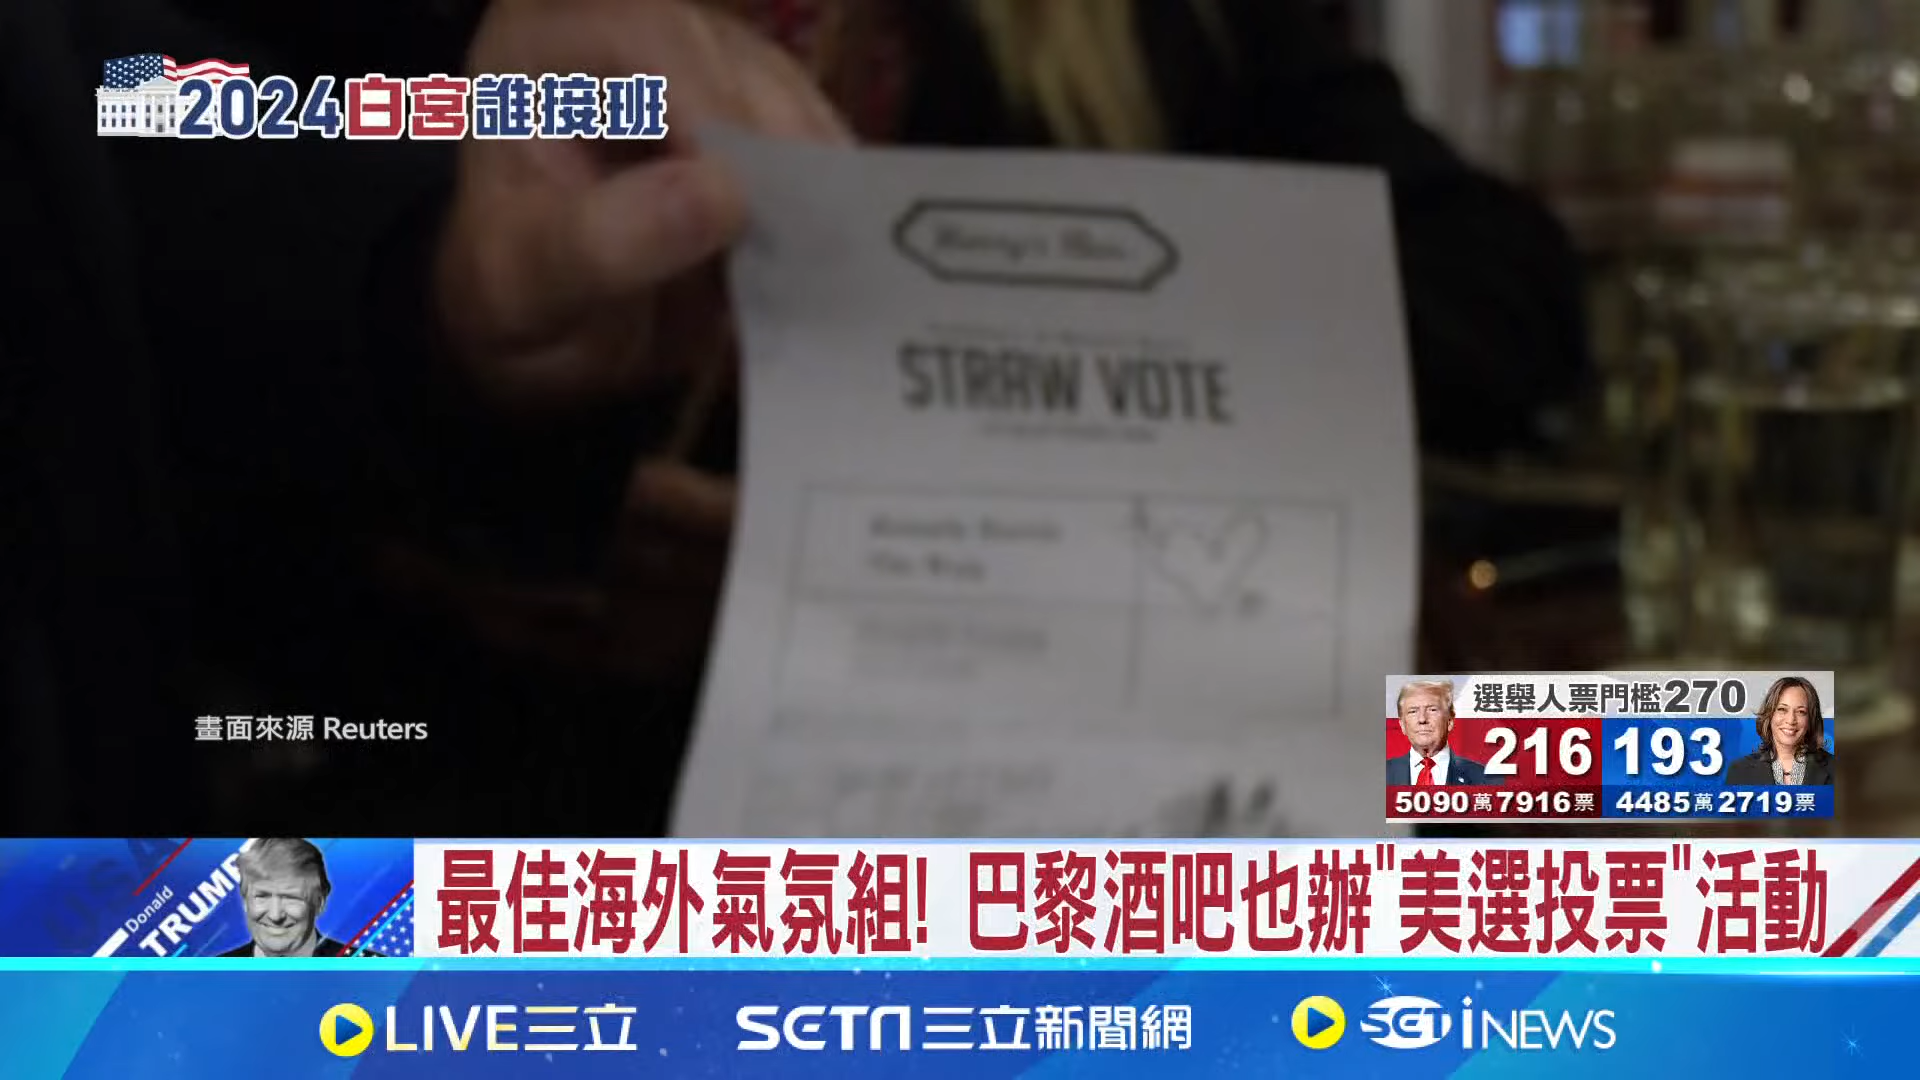 2024白宮誰接班
Harry's Bar
STRAW VOTE
畫面來源 Reuters
選舉人票門檻270
216 193
5090萬7916票 4485萬2719票
Donald
TRUMP
最佳海外氣氛組! 巴黎酒吧也辦"美選投票"活動
LIVE三立 SETN三立新聞網 SET iNEWS